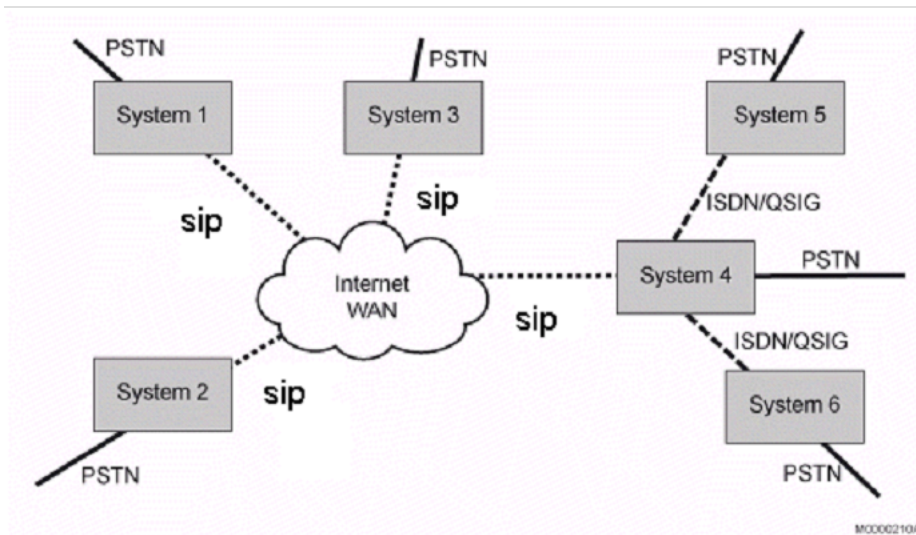 PSTN
System 1
PSTN
System 3
PSTN
System 5
sip
sip
ISDN/QSIG
Internet
WAN
System 4
PSTN
sip
ISDN/QSIG
System 2
sip
System 6
PSTN
PSTN